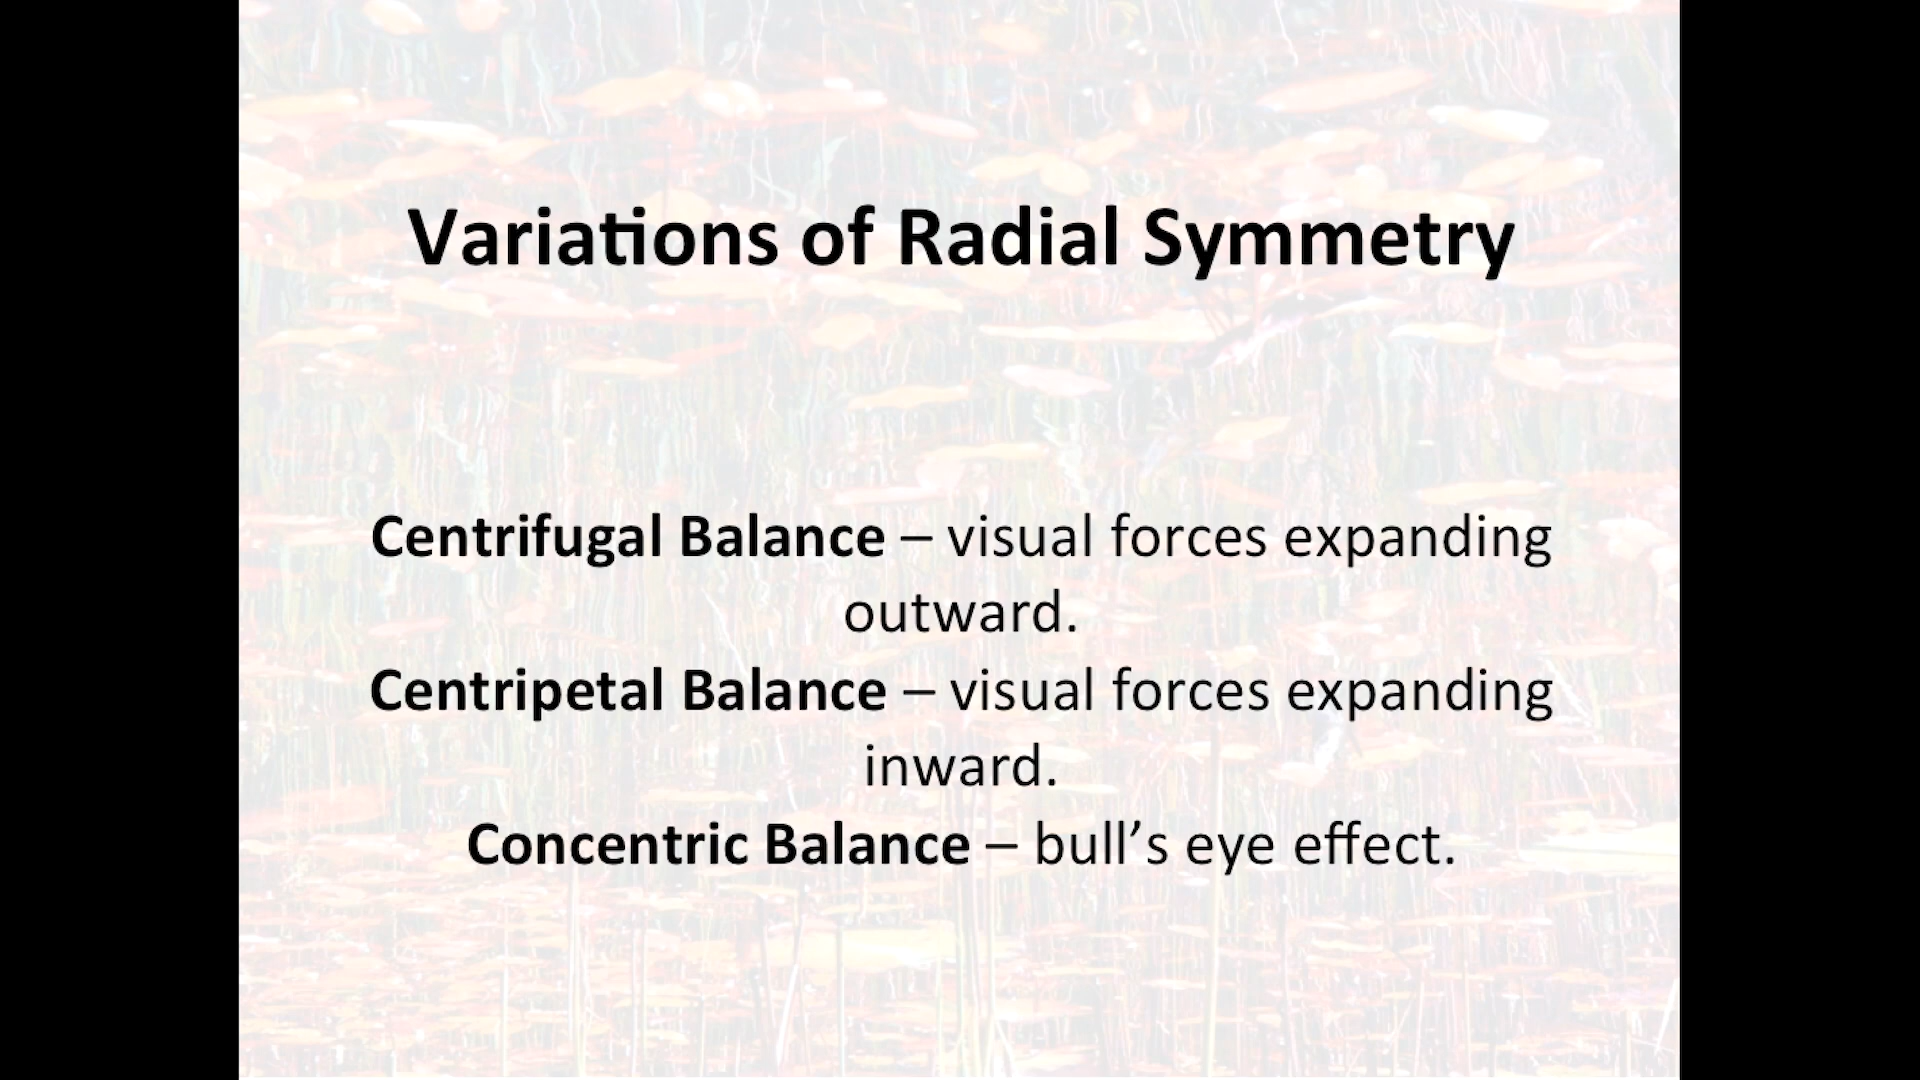 Variations of Radial Symmetry
Centrifugal Balance – visual forces expanding
outward.
Centripetal Balance – visual forces expanding
inward.
Concentric Balance – bull’s eye effect.